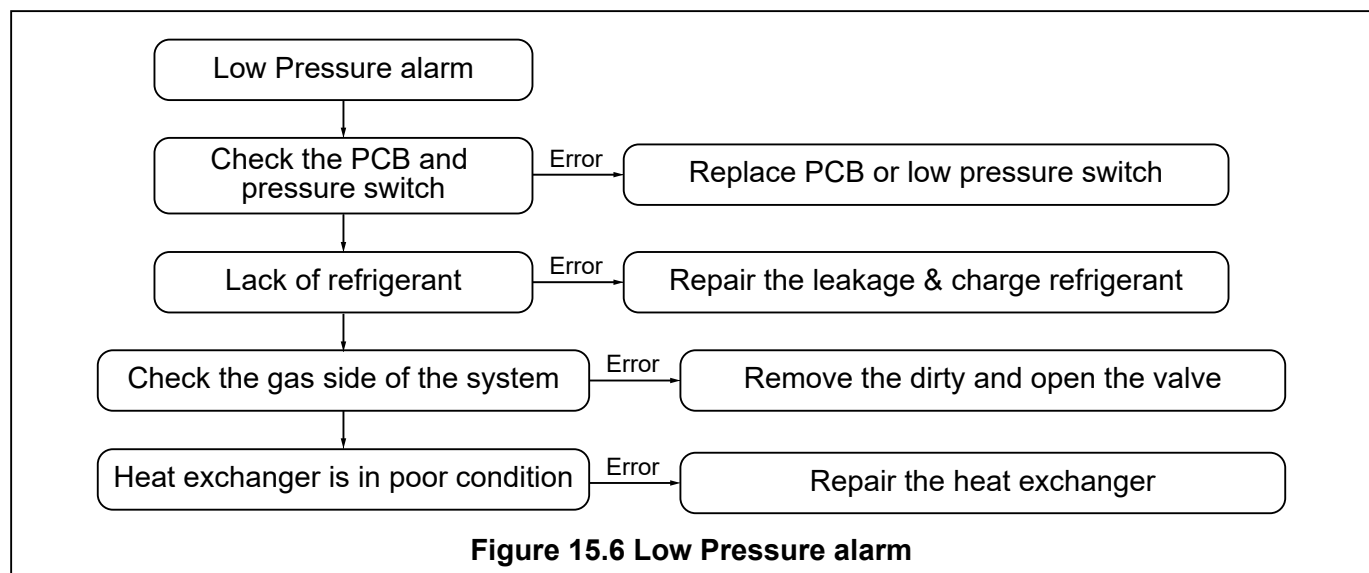 Low Pressure alarm
Check the PCB and
pressure switch
Error
Replace PCB or low pressure switch
Lack of refrigerant
Error
Repair the leakage & charge refrigerant
Check the gas side of the system
Error
Remove the dirty and open the valve
Heat exchanger is in poor condition
Error
Repair the heat exchanger
Figure 15.6 Low Pressure alarm